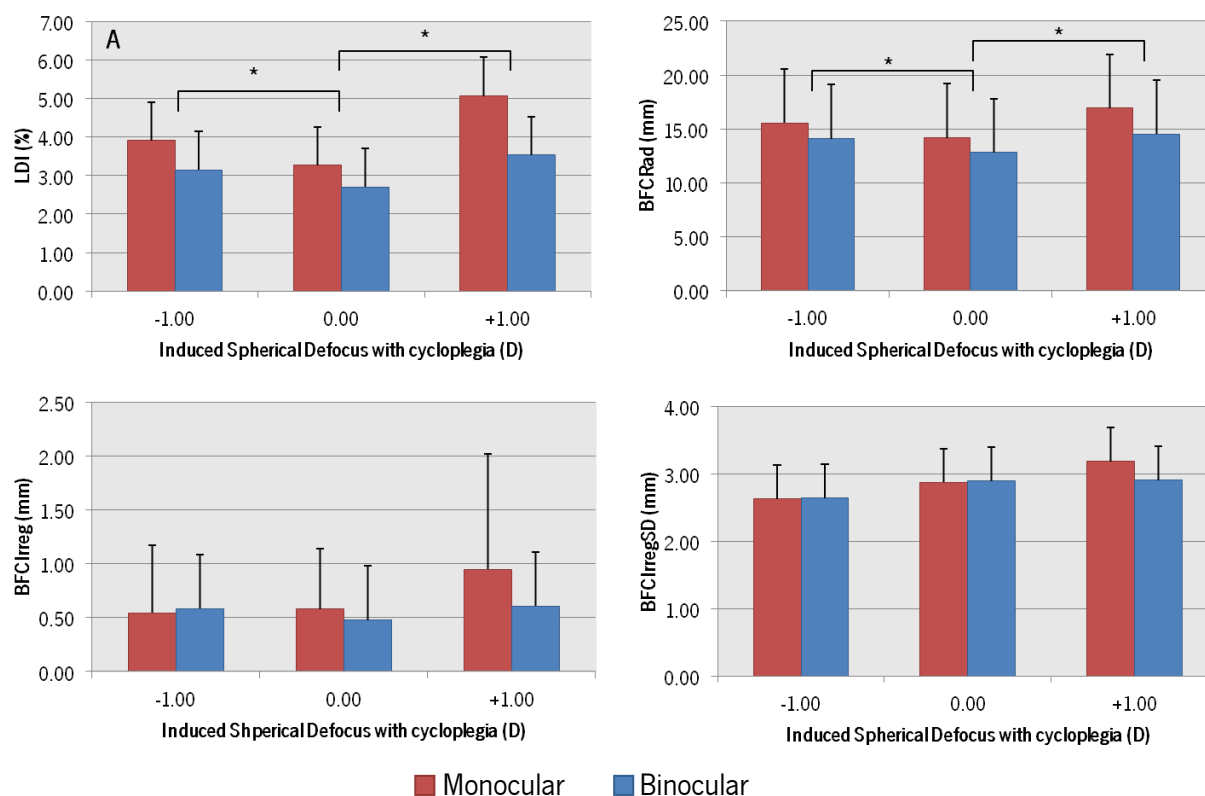 A
LDI (%)
7.00
6.00
5.00
4.00
3.00
2.00
1.00
0.00
*
*
-1.00 0.00 +1.00
Induced Spherical Defocus with cycloplegia (D)
BFCRad (mm)
25.00
20.00
15.00
10.00
5.00
0.00
*
*
-1.00 0.00 +1.00
Induced Spherical Defocus with cycloplegia (D)
BFCIrreg (mm)
2.50
2.00
1.50
1.00
0.50
0.00
-1.00 0.00 +1.00
Induced Shperical Defocus with cycloplegia (D)
BFCIrregSD (mm)
4.00
3.00
2.00
1.00
0.00
-1.00 0.00 +1.00
Induced Spherical Defocus with cycloplegia (D)
Monocular Binocular